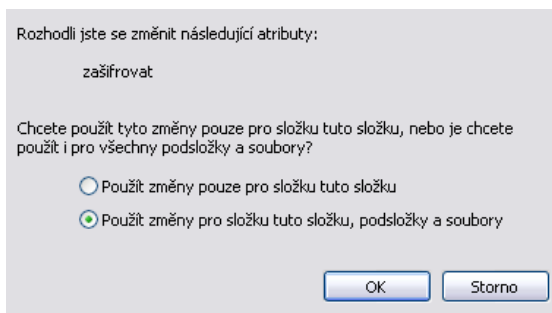 Rozhodli jste se změnit následující atributy:
zašifrovat
Chcete použít tyto změny pouze pro složku tuto složku, nebo je chcete
použít i pro všechny podsložky a soubory?
Použít změny pouze pro složku tuto složku
Použít změny pro složku tuto složku, podsložky a soubory
OK Storno